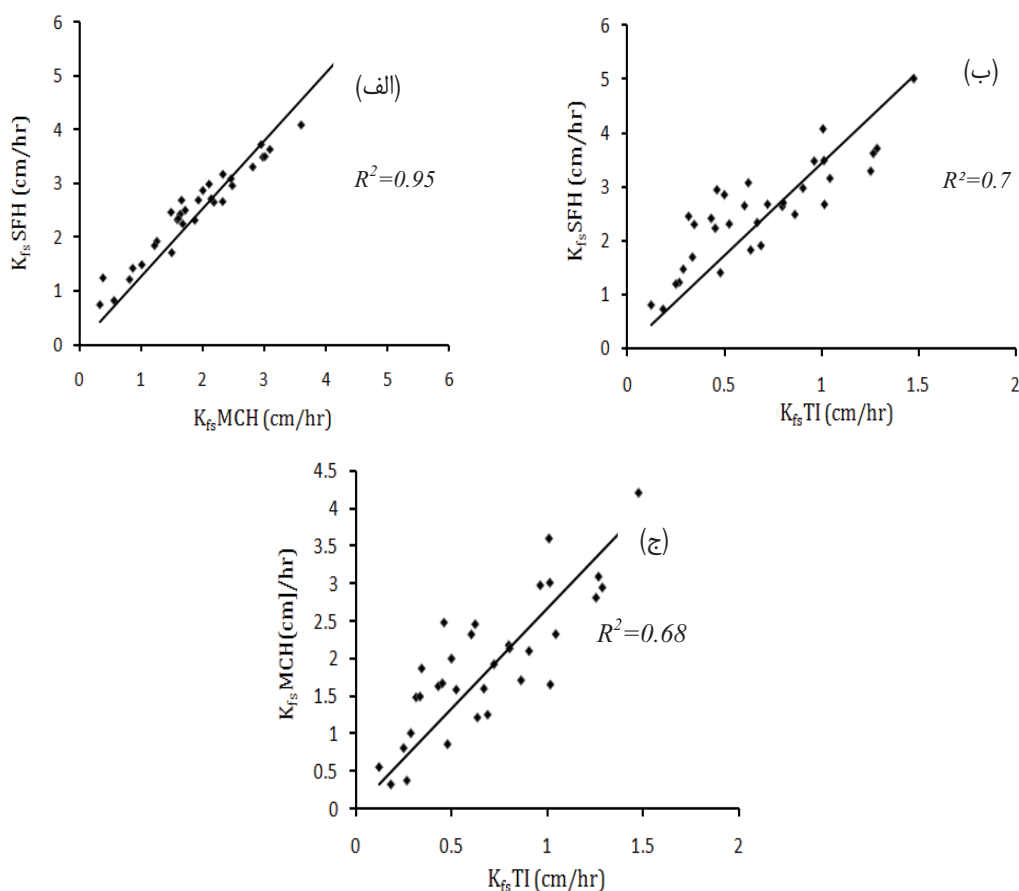 6
5
4
3
2
1
0
K_fs SFH (cm/hr)
(الف)
R²=0.95
0 1 2 3 4 5 6
K_fs MCH (cm/hr)
6
5
4
3
2
1
0
K_fs SFH (cm/hr)
(ب)
R²=0.7
0 0.5 1 1.5 2
K_fs TI (cm/hr)
4.5
4
3.5
3
2.5
2
1.5
1
0.5
0
K_fs MCH(cm]/hr)
(ج)
R²=0.68
0 0.5 1 1.5 2
K_fs TI (cm/hr)